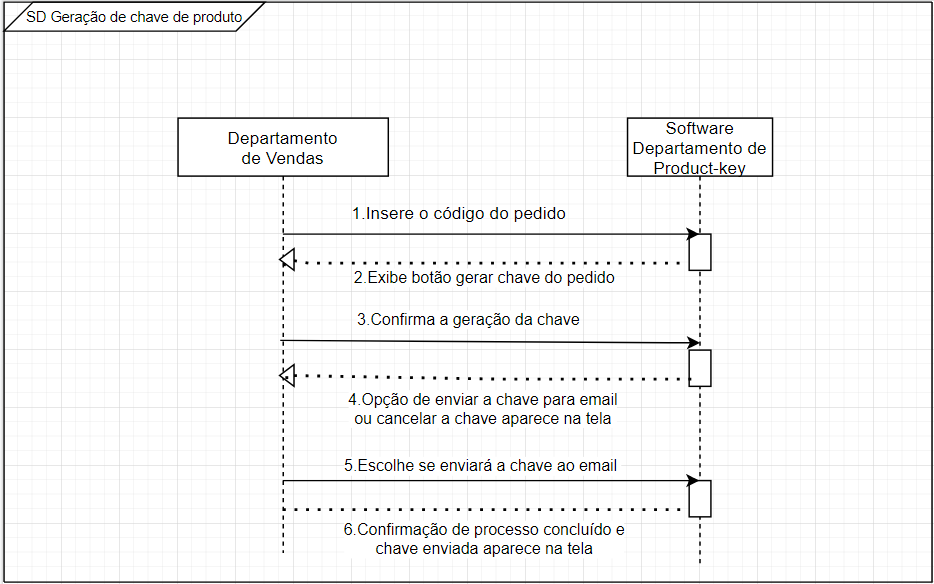 SD Geração de chave de produto
Departamento
de Vendas
Software
Departamento de
Product-key
1.Insere o código do pedido
2.Exibe botão gerar chave do pedido
3.Confirma a geração da chave
4.Opção de enviar a chave para email
ou cancelar a chave aparece na tela
5.Escolhe se enviará a chave ao email
6.Confirmação de processo concluído e
chave enviada aparece na tela